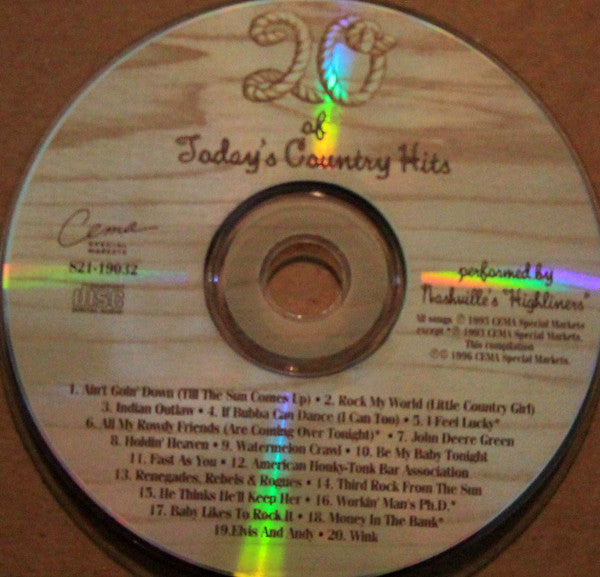 20
of
Today's Country Hits
Cema
SPECIAL
MARKETS
S21-19032
COMPACT
disc
DIGITAL AUDIO
performed by
Nashville's "Highliners"
All songs, ℗ 1995 CEMA Special Markets
except *℗ 1993 CEMA Special Markets.
This compilation
℗© 1996 CEMA Special Markets.
1. Ain't Goin' Down (Till The Sun Comes Up) • 2. Rock My World (Little Country Girl)
3. Indian Outlaw • 4. If Bubba Can Dance (I Can Too) • 5. I Feel Lucky*
6. All My Rowdy Friends (Are Coming Over Tonight)* • 7. John Deere Green
8. Holdin' Heaven • 9. Watermelon Crawl • 10. Be My Baby Tonight
11. Fast As You • 12. American Honky-Tonk Bar Association
13. Renegades, Rebels & Rogues • 14. Third Rock From The Sun
15. He Thinks He'll Keep Her • 16. Workin' Man's Ph.D.*
17. Baby Likes To Rock It • 18. Money In The Bank*
19.Elvis And Andy • 20. Wink